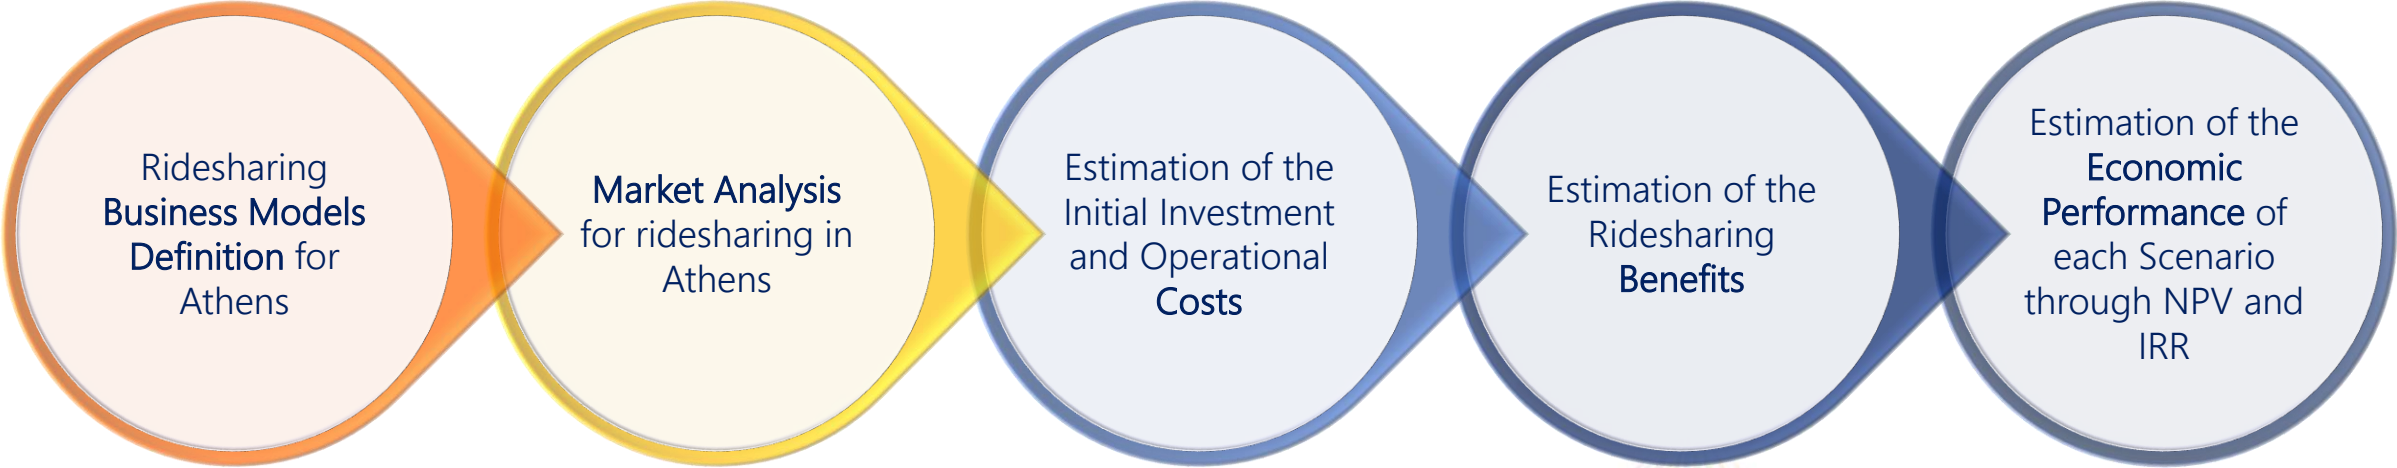 Ridesharing
Business Models
Definition for
Athens
Market Analysis
for ridesharing in
Athens
Estimation of the
Initial Investment
and Operational
Costs
Estimation of the
Ridesharing
Benefits
Estimation of the
Economic
Performance of
each Scenario
through NPV and
IRR